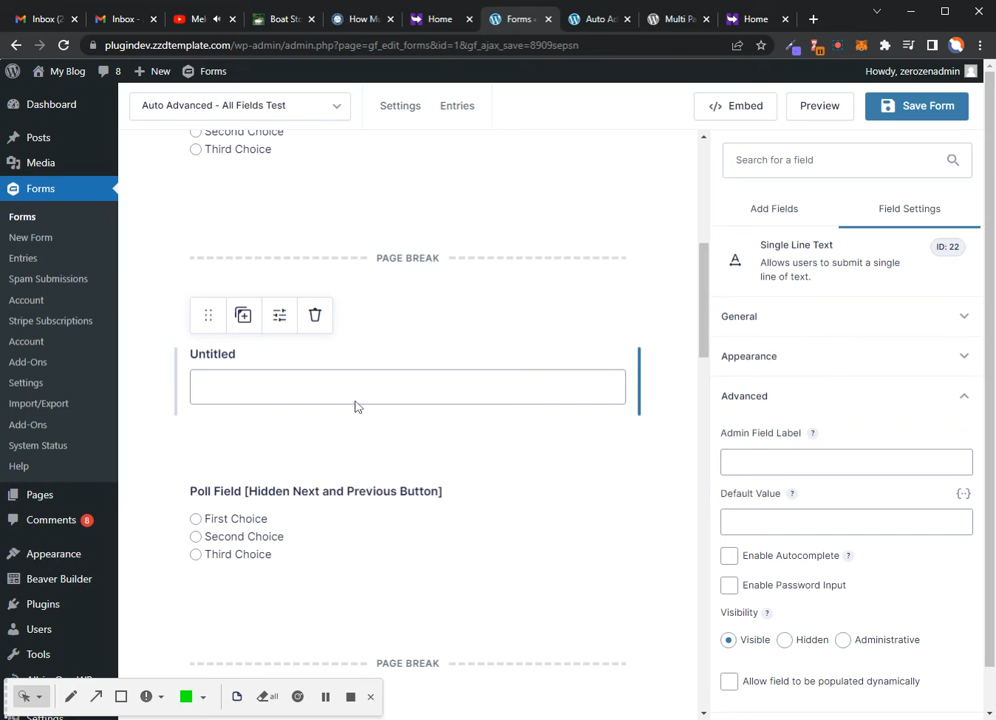 Inbox (2
Inbox -
Mel
Boat Sto
How Mu
Home
Forms -
Auto Ad
Multi Pa
Home
plugindev.zzdtemplate.com/wp-admin/admin.php?page=gf_edit_forms&id=1&gf_ajax_save=8909sepsn
My Blog
8
New
Forms
Howdy, zerozenadmin
Dashboard
Posts
Media
Forms
Forms
New Form
Entries
Spam Submissions
Account
Stripe Subscriptions
Account
Add-Ons
Settings
Import/Export
Add-Ons
System Status
Help
Pages
Comments 8
Appearance
Beaver Builder
Plugins
Users
Tools
Settings
Auto Advanced - All Fields Test
Settings
Entries
Embed
Preview
Save Form
Second Choice
Third Choice
PAGE BREAK
Untitled
Poll Field [Hidden Next and Previous Button]
First Choice
Second Choice
Third Choice
PAGE BREAK
Search for a field
Add Fields
Field Settings
Single Line Text
ID: 22
Allows users to submit a single
line of text.
General
Appearance
Advanced
Admin Field Label ?
Default Value ?
Enable Autocomplete ?
Enable Password Input
Visibility ?
Visible
Hidden
Administrative
Allow field to be populated dynamically
all